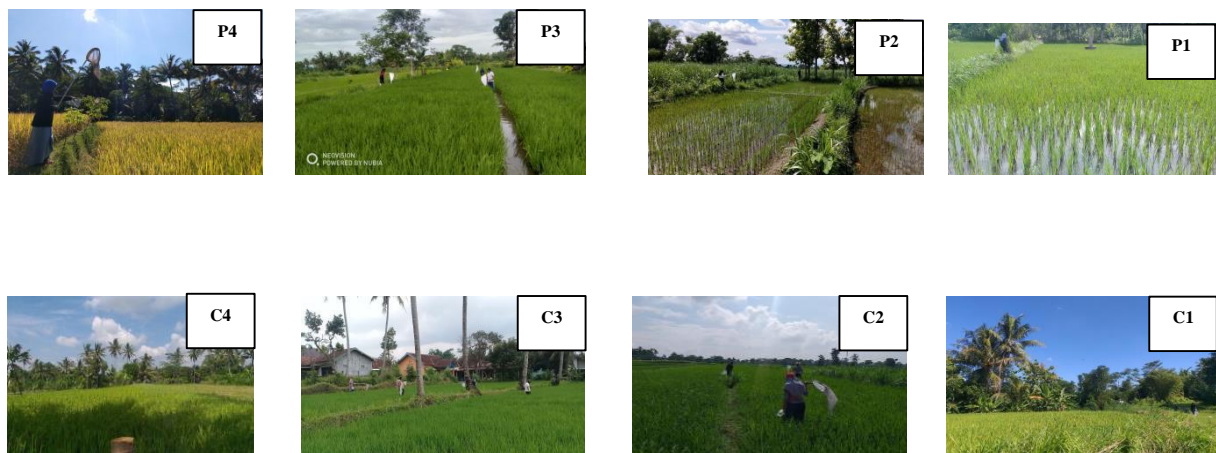 P4
P3
P2
P1
NEOVISION
POWERED BY NUBIA
C4
C3
C2
C1